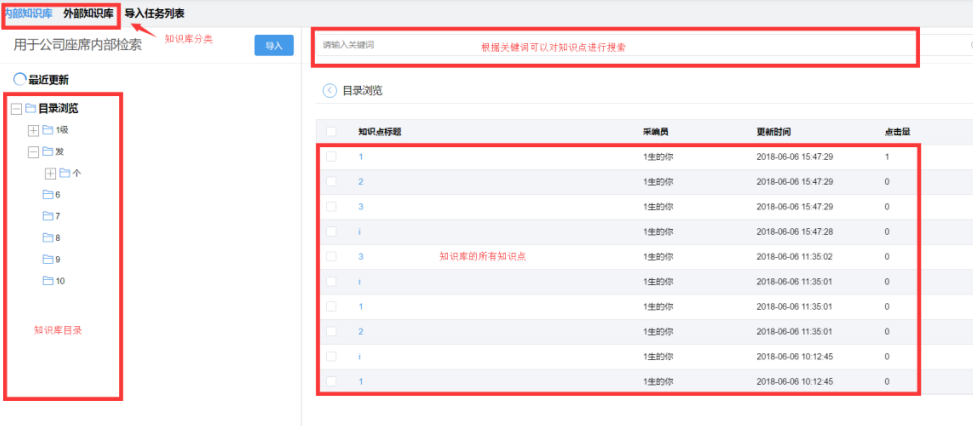 内部知识库 外部知识库 导入任务列表
知识库分类
用于公司座席内部检索 导入
请输入关键词 根据关键词可以对知识点进行搜索
最近更新
目录浏览
1级
发
个
6
7
8
9
10
知识库目录
目录浏览
知识点标题 采编员 更新时间 点击量
1 1生的你 2018-06-06 15:47:29 1
2 1生的你 2018-06-06 15:47:29 0
3 1生的你 2018-06-06 15:47:29 0
i 1生的你 2018-06-06 15:47:28 0
3 1生的你 2018-06-06 11:35:02 0
知识库的所有知识点
i 1生的你 2018-06-06 11:35:01 0
1 1生的你 2018-06-06 11:35:01 0
2 1生的你 2018-06-06 11:35:01 0
i 1生的你 2018-06-06 10:12:45 0
1 1生的你 2018-06-06 10:12:45 0